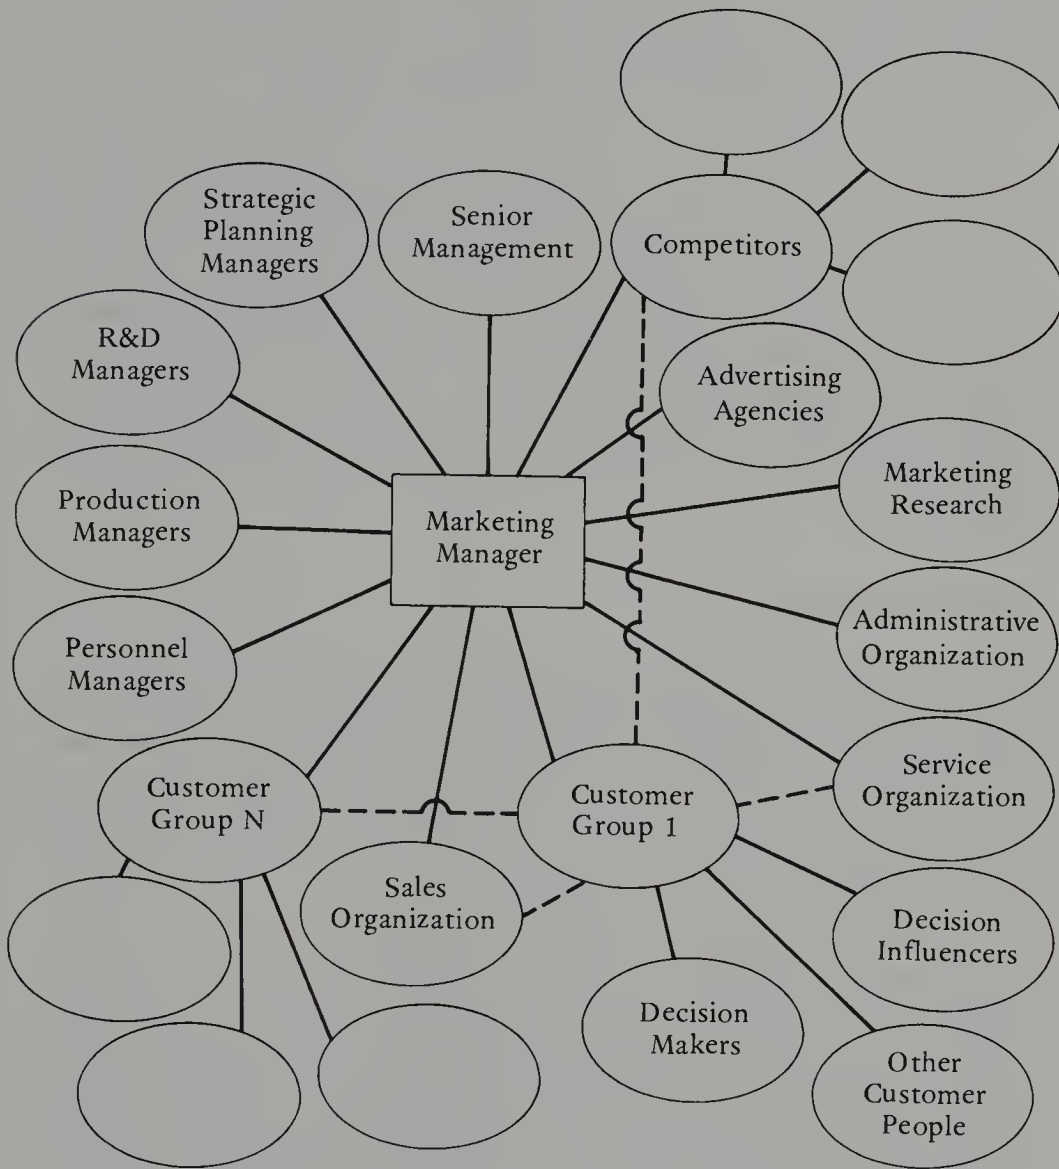 Strategic
Planning
Managers
Senior
Management
Competitors
R&D
Managers
Advertising
Agencies
Production
Managers
Marketing
Manager
Marketing
Research
Personnel
Managers
Administrative
Organization
Customer
Group N
Customer
Group 1
Service
Organization
Sales
Organization
Decision
Influencers
Decision
Makers
Other
Customer
People